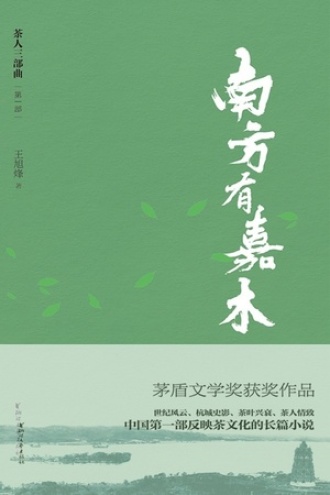 茶人三部曲
｜第1部｜
王旭烽 著
南方有嘉木
茅盾文学奖获奖作品
世纪风云、杭城史影、茶叶兴衰、茶人情致
中国第一部反映茶文化的长篇小说